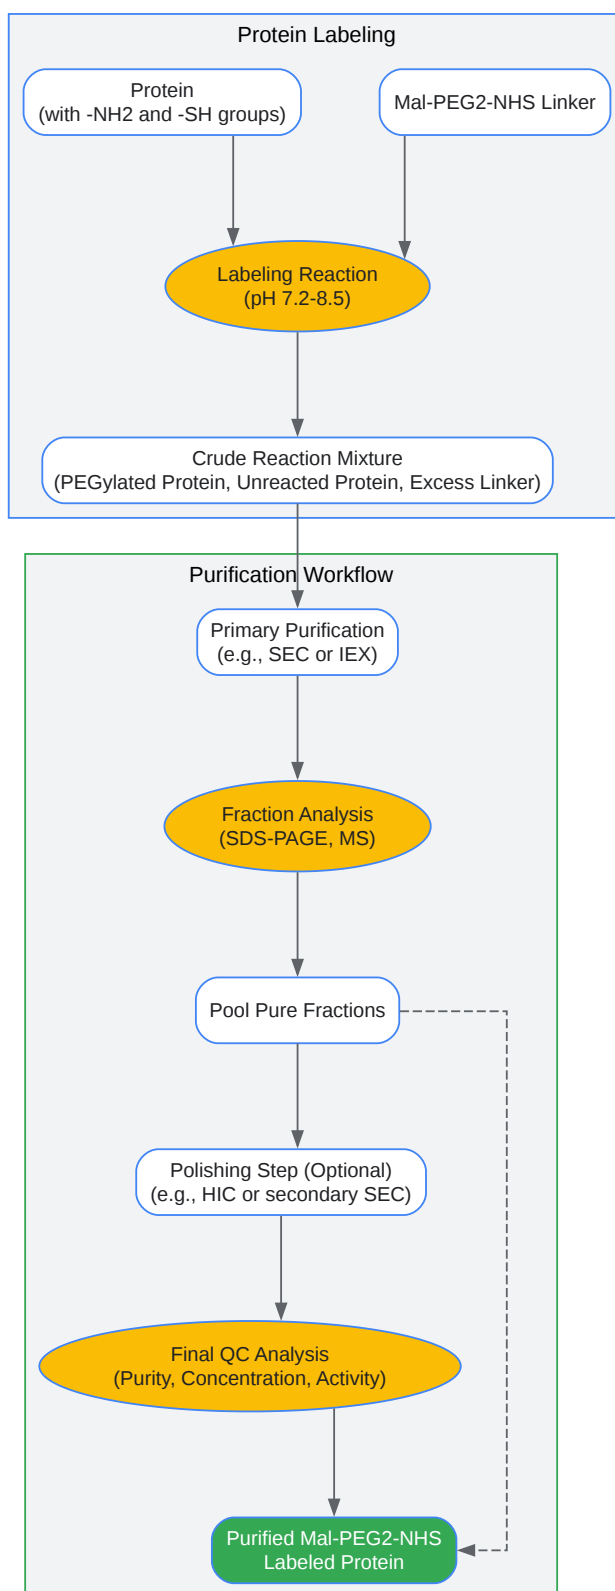 Protein Labeling
Protein
(with -NH2 and -SH groups)
Mal-PEG2-NHS Linker
Labeling Reaction
(pH 7.2-8.5)
Crude Reaction Mixture
(PEGylated Protein, Unreacted Protein, Excess Linker)
Purification Workflow
Primary Purification
(e.g., SEC or IEX)
Fraction Analysis
(SDS-PAGE, MS)
Pool Pure Fractions
Polishing Step (Optional)
(e.g., HIC or secondary SEC)
Final QC Analysis
(Purity, Concentration, Activity)
Purified Mal-PEG2-NHS
Labeled Protein